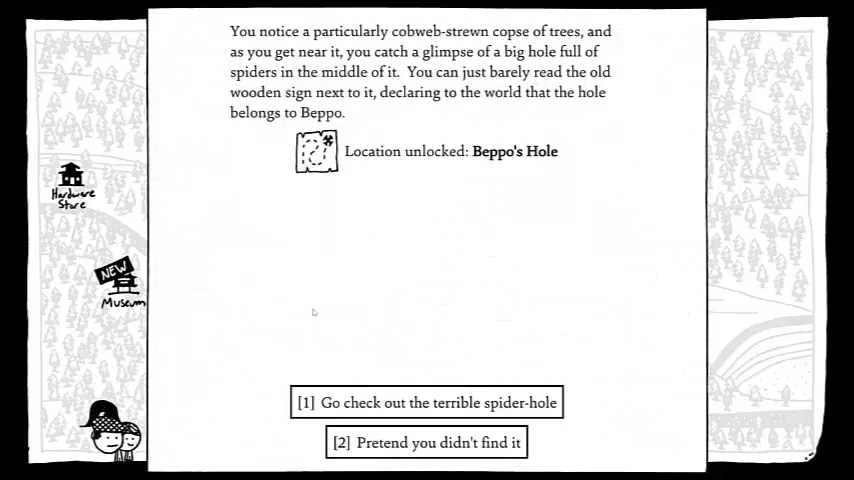 You notice a particularly cobweb-strewn copse of trees, and
as you get near it, you catch a glimpse of a big hole full of
spiders in the middle of it.  You can just barely read the old
wooden sign next to it, declaring to the world that the hole
belongs to Beppo.
Location unlocked: Beppo's Hole
Hardware
Store
NEW
Museum
[1] Go check out the terrible spider-hole
[2] Pretend you didn't find it